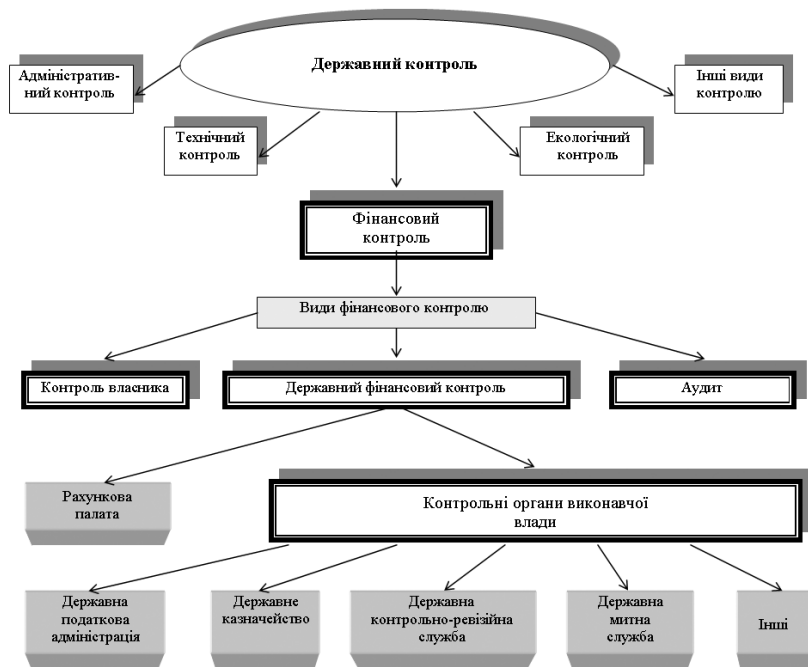 Державний контроль
Адміністратив-
ний контроль
Інші види
контролю
Технічний
контроль
Екологічний
контроль
Фінансовий
контроль
Види фінансового контролю
Контроль власника
Державний фінансовий контроль
Аудит
Рахункова
палата
Контрольні органи виконавчої
влади
Державна
податкова
адміністрація
Державне
казначейство
Державна
контрольно-ревізійна
служба
Державна
митна
служба
Інші